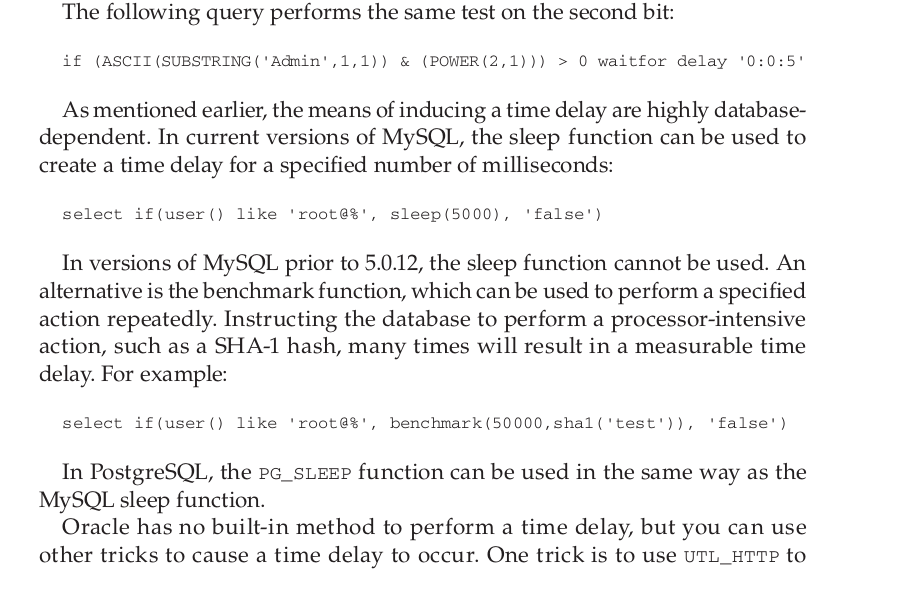 The following query performs the same test on the second bit:
if (ASCII(SUBSTRING('Admin',1,1)) & (POWER(2,1))) > 0 waitfor delay '0:0:5'
As mentioned earlier, the means of inducing a time delay are highly database-
dependent. In current versions of MySQL, the sleep function can be used to
create a time delay for a specified number of milliseconds:
select if(user() like 'root@%', sleep(5000), 'false')
In versions of MySQL prior to 5.0.12, the sleep function cannot be used. An
alternative is the benchmark function, which can be used to perform a specified
action repeatedly. Instructing the database to perform a processor-intensive
action, such as a SHA-1 hash, many times will result in a measurable time
delay. For example:
select if(user() like 'root@%', benchmark(50000,sha1('test')), 'false')
In PostgreSQL, the PG_SLEEP function can be used in the same way as the
MySQL sleep function.
Oracle has no built-in method to perform a time delay, but you can use
other tricks to cause a time delay to occur. One trick is to use UTL_HTTP to